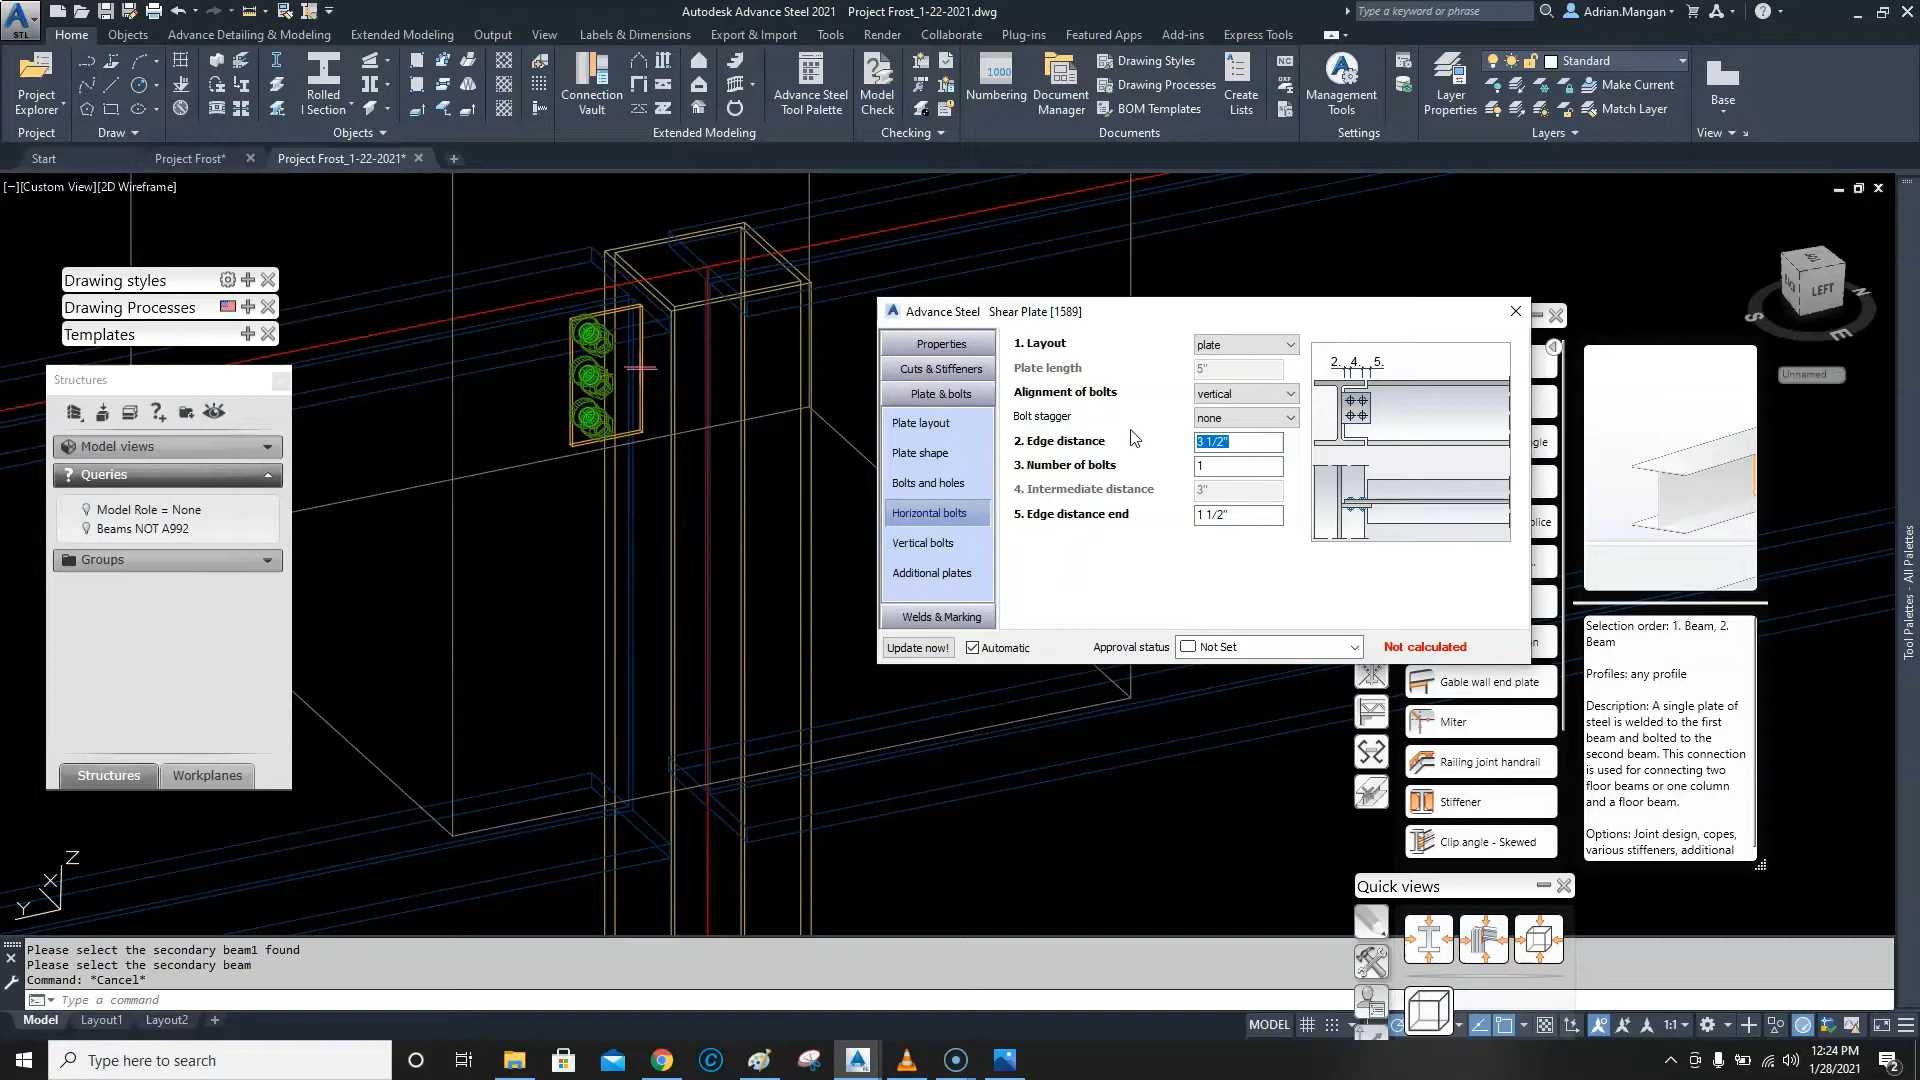 Autodesk Advance Steel 2021 Project Frost_1-22-2021.dwg
Type a keyword or phrase
Adrian.Mangan
STL
Home Objects Advance Detailing & Modeling Extended Modeling Output View Labels & Dimensions Export & Import Tools Render Collaborate Plug-ins Featured Apps Add-ins Express Tools
Project Explorer
Rolled I Section
Connection Vault
Advance Steel Tool Palette
Model Check
1000
Numbering
Document Manager
Drawing Styles
Drawing Processes
BOM Templates
Create Lists
NC
DXF
Management Tools
Layer Properties
Standard
Make Current
Match Layer
Base
Project Draw Objects Extended Modeling Checking Documents Settings Layers View
Start Project Frost* Project Frost_1-22-2021*
[−][Custom View][2D Wireframe]
Drawing styles
Drawing Processes
Templates
Structures
Model views
Queries
Model Role = None
Beams NOT A992
Groups
Structures Workplanes
Advance Steel Shear Plate [1589]
Properties
Cuts & Stiffeners
Plate & bolts
Plate layout
Plate shape
Bolts and holes
Horizontal bolts
Vertical bolts
Additional plates
Welds & Marking
1. Layout plate
Plate length 5"
Alignment of bolts vertical
Bolt stagger none
2. Edge distance 3 1/2"
3. Number of bolts 1
4. Intermediate distance 3"
5. Edge distance end 1 1/2"
2. 4. 5.
Update now! Automatic Approval status Not Set Not calculated
LEFT
S
E
N
Unnamed
Tool Palettes - All Palettes
Gable wall end plate
Miter
Railing joint handrail
Stiffener
Clip angle - Skewed
Selection order: 1. Beam, 2.
Beam
Profiles: any profile
Description: A single plate of
steel is welded to the first
beam and bolted to the
second beam. This connection
is used for connecting two
floor beams or one column
and a floor beam.
Options: Joint design, copes,
various stiffeners, additional
Quick views
Z
X
Y
Please select the secondary beam1 found
Please select the secondary beam
Command: *Cancel*
Type a command
Model Layout1 Layout2
MODEL 1:1
Type here to search
12:24 PM
1/28/2021
2